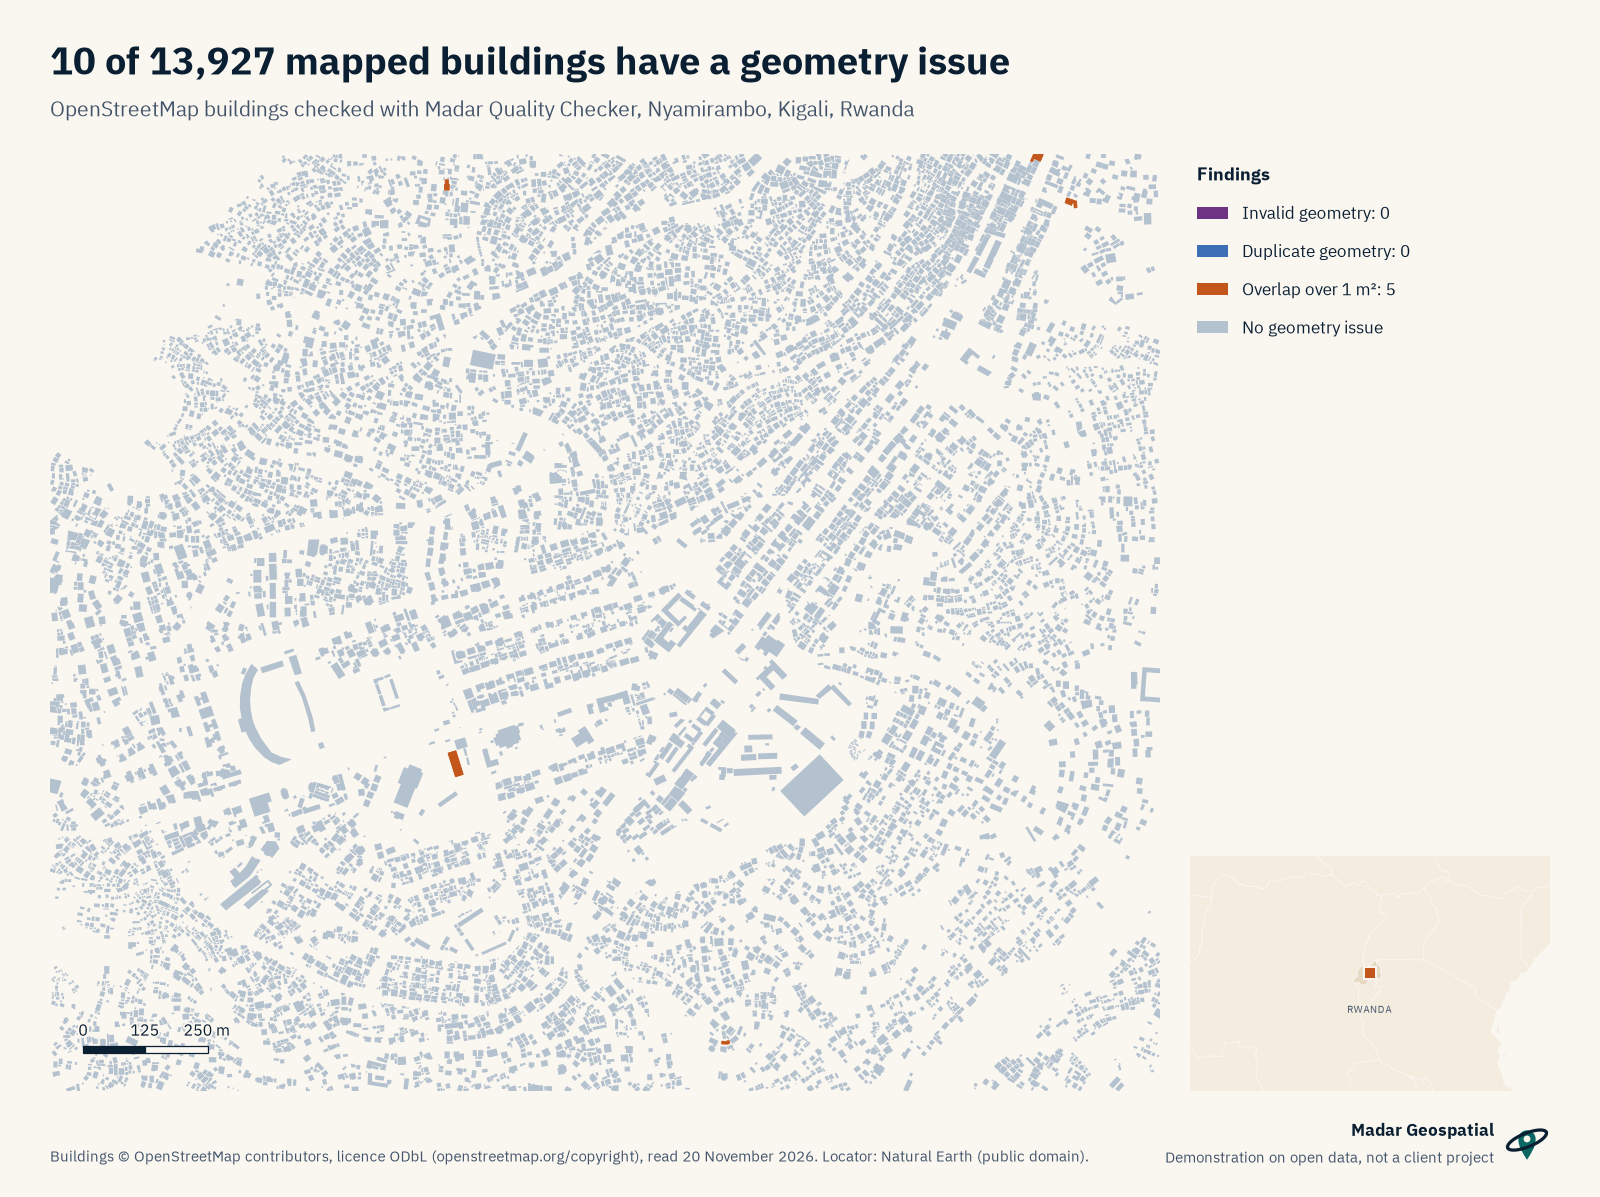 10 of 13,927 mapped buildings have a geometry issue
OpenStreetMap buildings checked with Madar Quality Checker, Nyamirambo, Kigali, Rwanda
Findings
Invalid geometry: 0
Duplicate geometry: 0
Overlap over 1 m²: 5
No geometry issue
0 125 250 m
RWANDA
Madar Geospatial
Buildings © OpenStreetMap contributors, licence ODbL (openstreetmap.org/copyright), read 20 November 2026. Locator: Natural Earth (public domain).
Demonstration on open data, not a client project